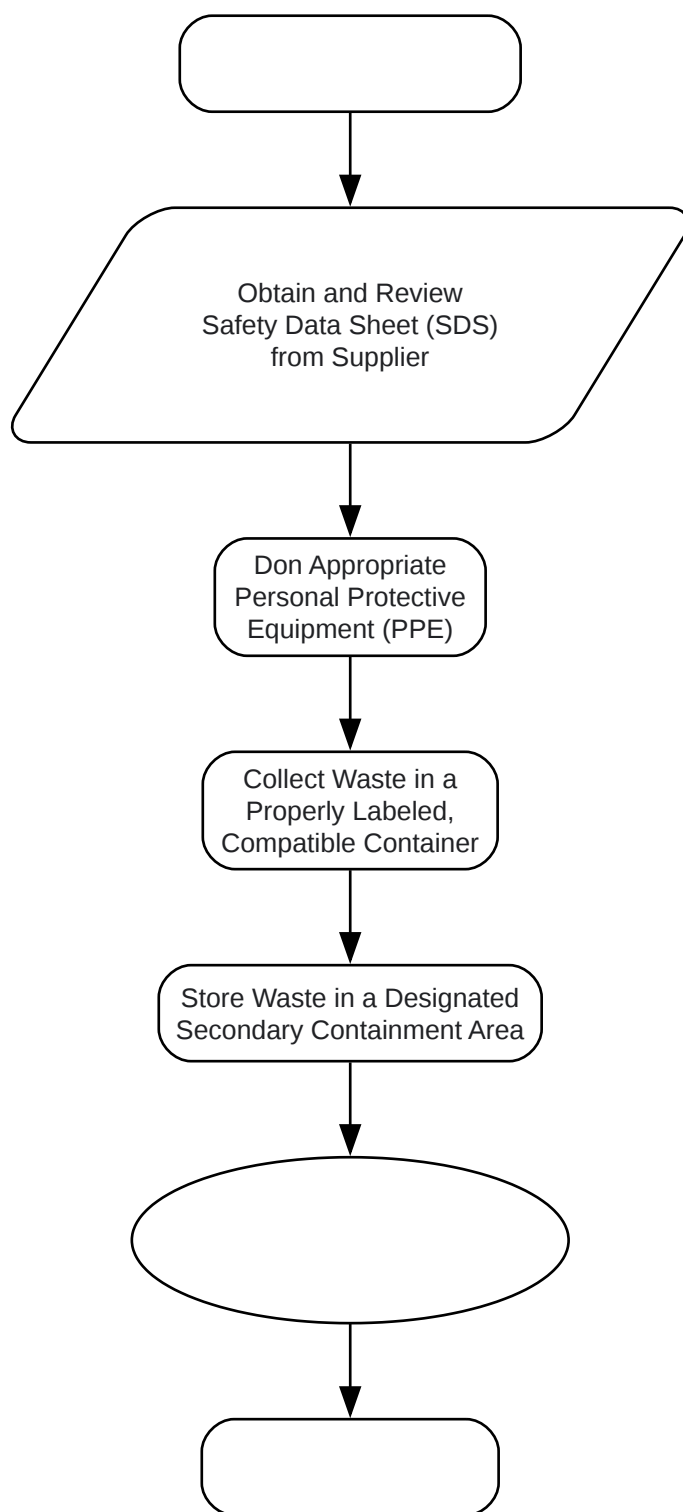 Obtain and Review
Safety Data Sheet (SDS)
from Supplier
Don Appropriate
Personal Protective
Equipment (PPE)
Collect Waste in a
Properly Labeled,
Compatible Container
Store Waste in a Designated
Secondary Containment Area